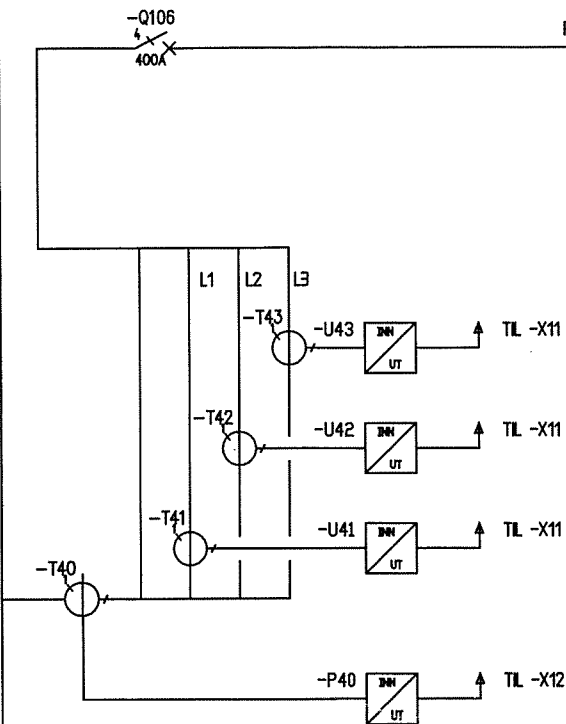 -Q106
4
400A
L1 L2 L3
-T43
-U43 INN UT TIL -X11
-T42
-U42 INN UT TIL -X11
-T41
-U41 INN UT TIL -X11
-T40
-P40 INN UT TIL -X12